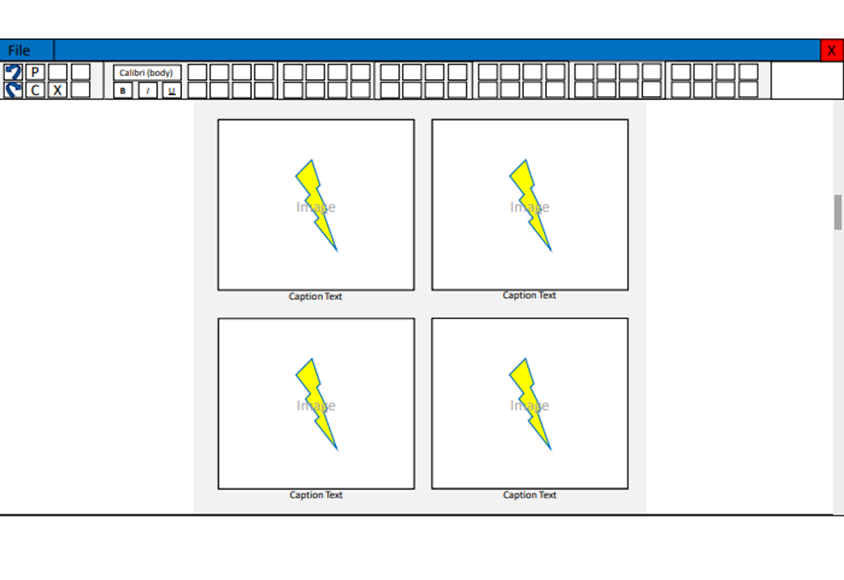 File X
P Calibri (body)
C X B I U
Image Image
Caption Text Caption Text
Image Image
Caption Text Caption Text